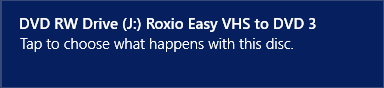 DVD RW Drive (J:) Roxio Easy VHS to DVD 3
Tap to choose what happens with this disc.